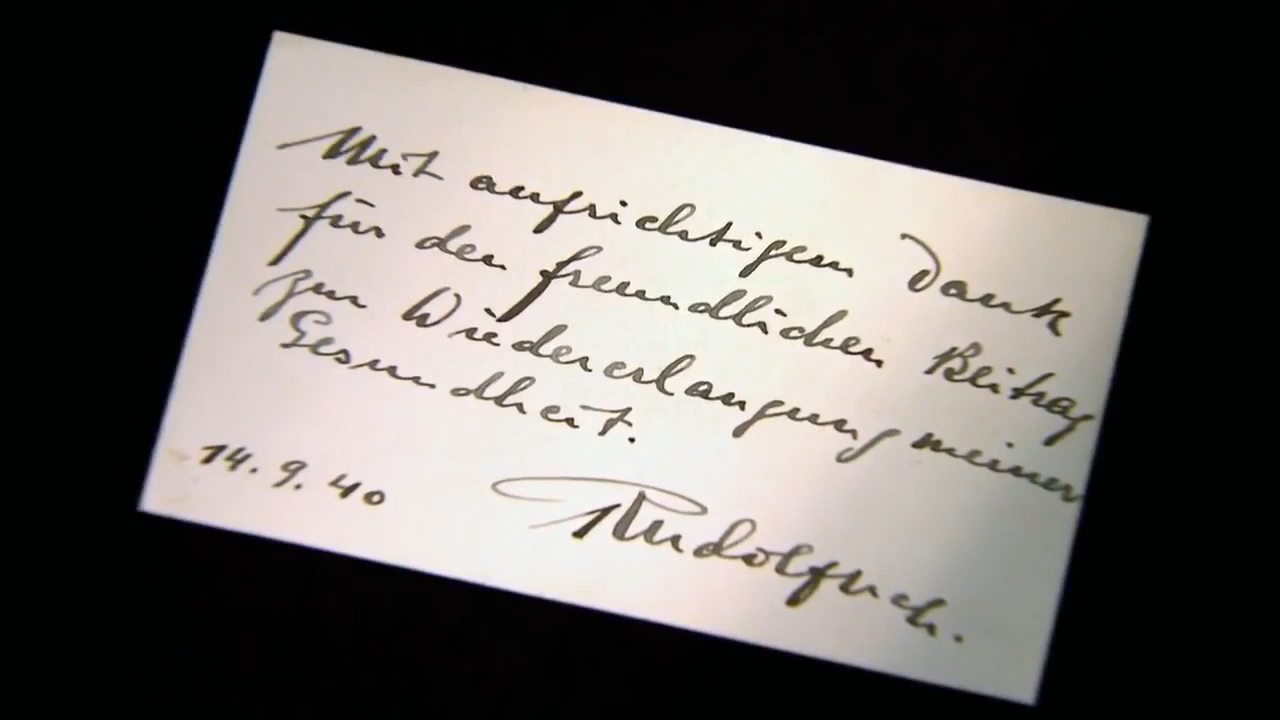 Mit aufrichtigem Dank
für den freundlichen Beitrag
zur Wiedererlangung meiner
Gesundheit.
14. 9. 40